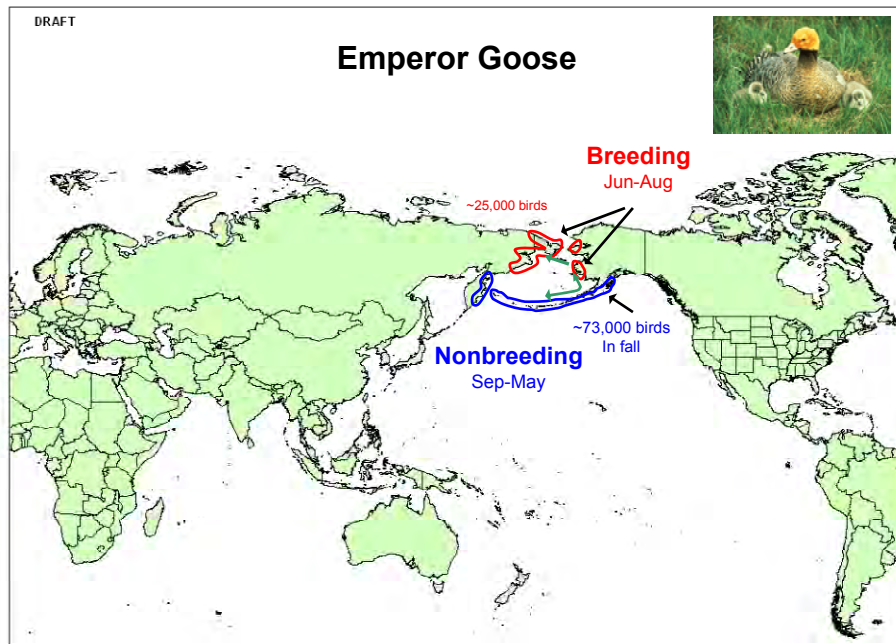 DRAFT
Emperor Goose
Breeding
Jun-Aug
~25,000 birds
~73,000 birds
In fall
Nonbreeding
Sep-May